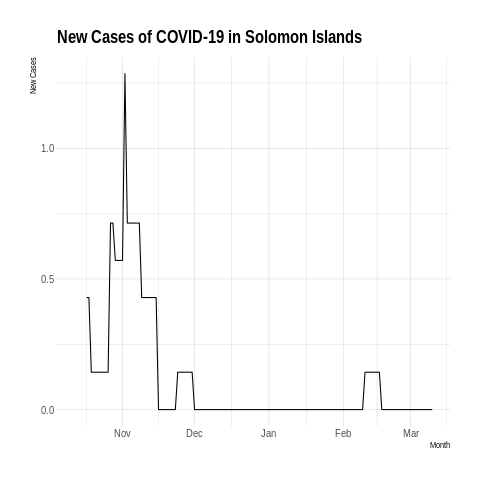 New Cases of COVID-19 in Solomon Islands
New Cases
1.0
0.5
0.0
Nov Dec Jan Feb Mar
Month